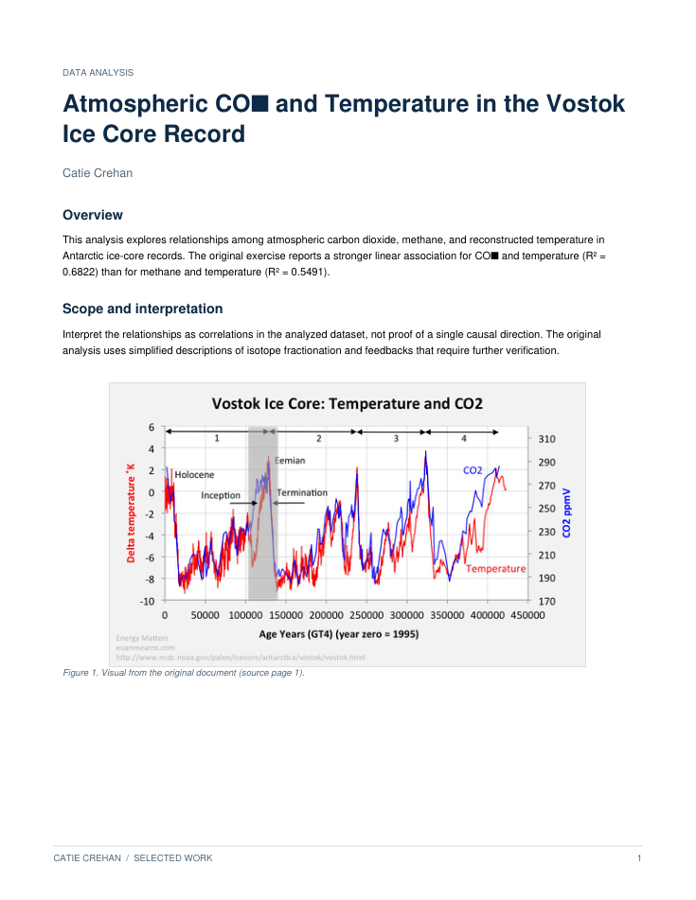 DATA ANALYSIS
Atmospheric CO■ and Temperature in the Vostok
Ice Core Record
Catie Crehan
Overview
This analysis explores relationships among atmospheric carbon dioxide, methane, and reconstructed temperature in
Antarctic ice-core records. The original exercise reports a stronger linear association for CO■ and temperature (R² =
0.6822) than for methane and temperature (R² = 0.5491).
Scope and interpretation
Interpret the relationships as correlations in the analyzed dataset, not proof of a single causal direction. The original
analysis uses simplified descriptions of isotope fractionation and feedbacks that require further verification.
Vostok Ice Core: Temperature and CO2
6
4
2
0
-2
-4
-6
-8
-10
Delta temperature °K
1
2
3
4
Holocene
Eemian
Inception
Termination
CO2
Temperature
310
290
270
250
230
210
190
170
CO2 ppmV
0 50000 100000 150000 200000 250000 300000 350000 400000 450000
Age Years (GT4) (year zero = 1995)
Energy Matters
euanmearns.com
http://www.ncdc.noaa.gov/paleo/icecore/antarctica/vostok/vostok.html
Figure 1. Visual from the original document (source page 1).
CATIE CREHAN / SELECTED WORK
1